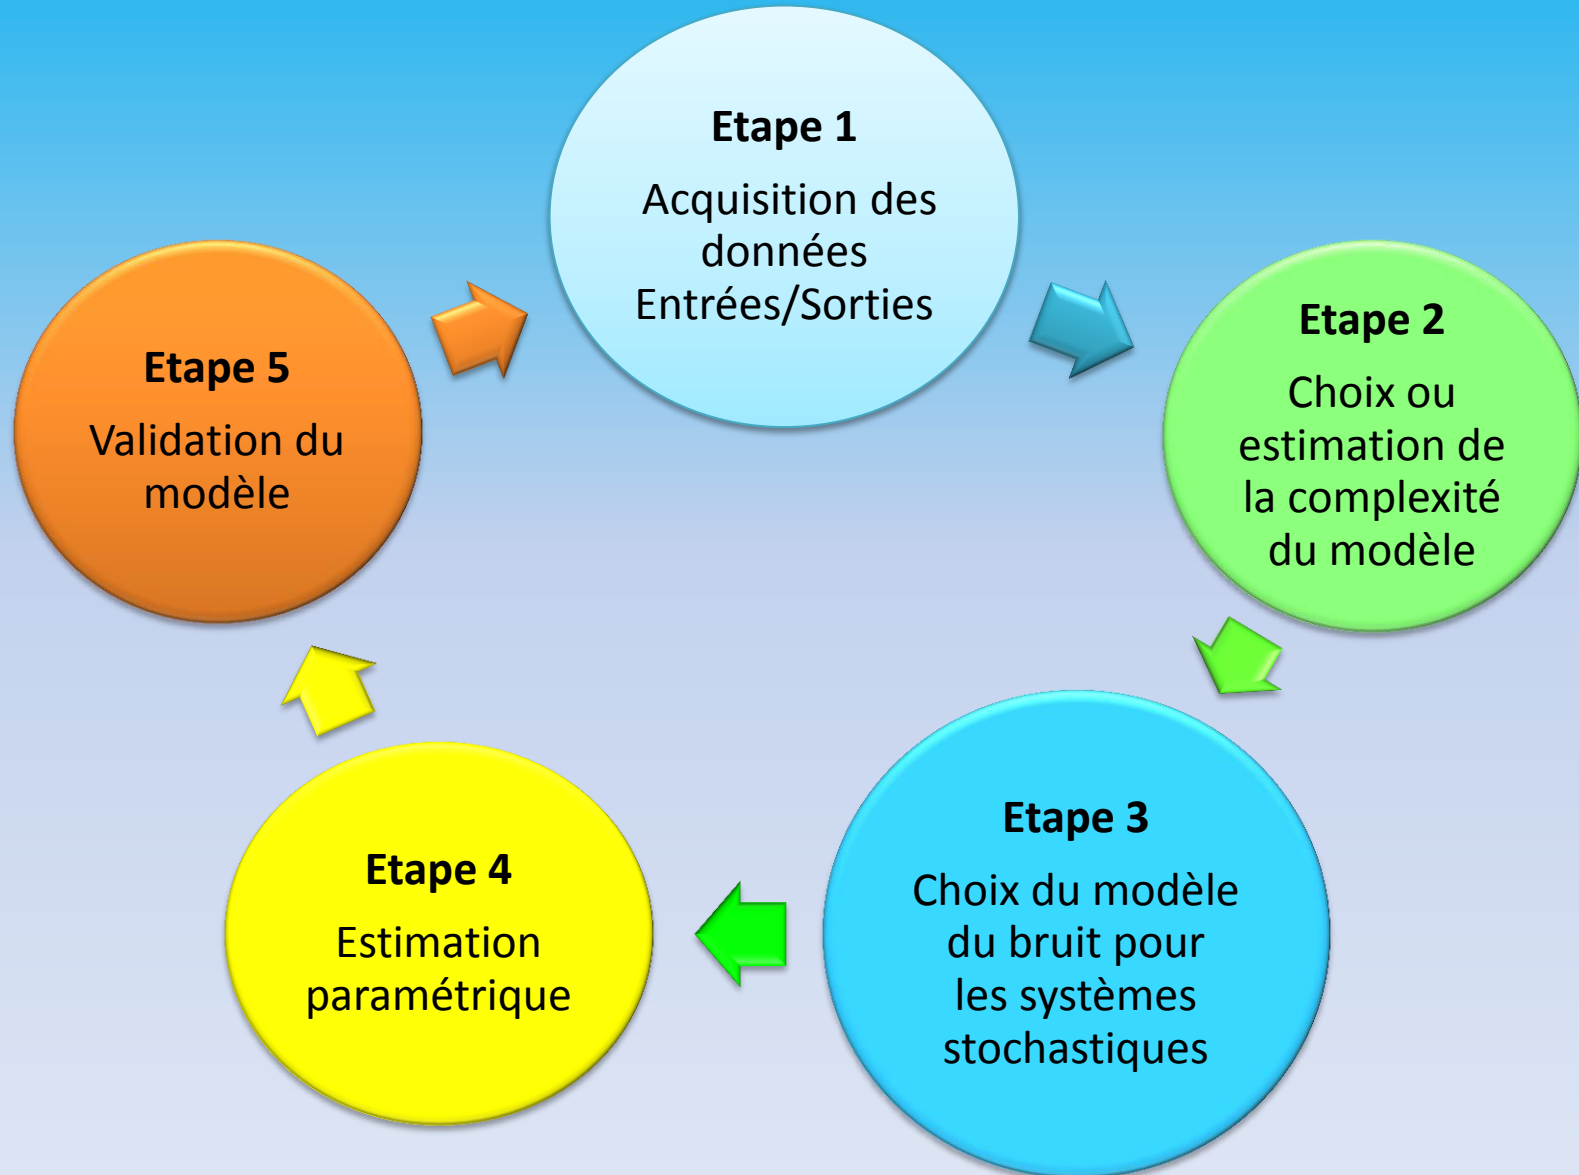 Etape 1
Acquisition des
données
Entrées/Sorties
Etape 2
Choix ou
estimation de
la complexité
du modèle
Etape 3
Choix du modèle
du bruit pour
les systèmes
stochastiques
Etape 4
Estimation
paramétrique
Etape 5
Validation du
modèle